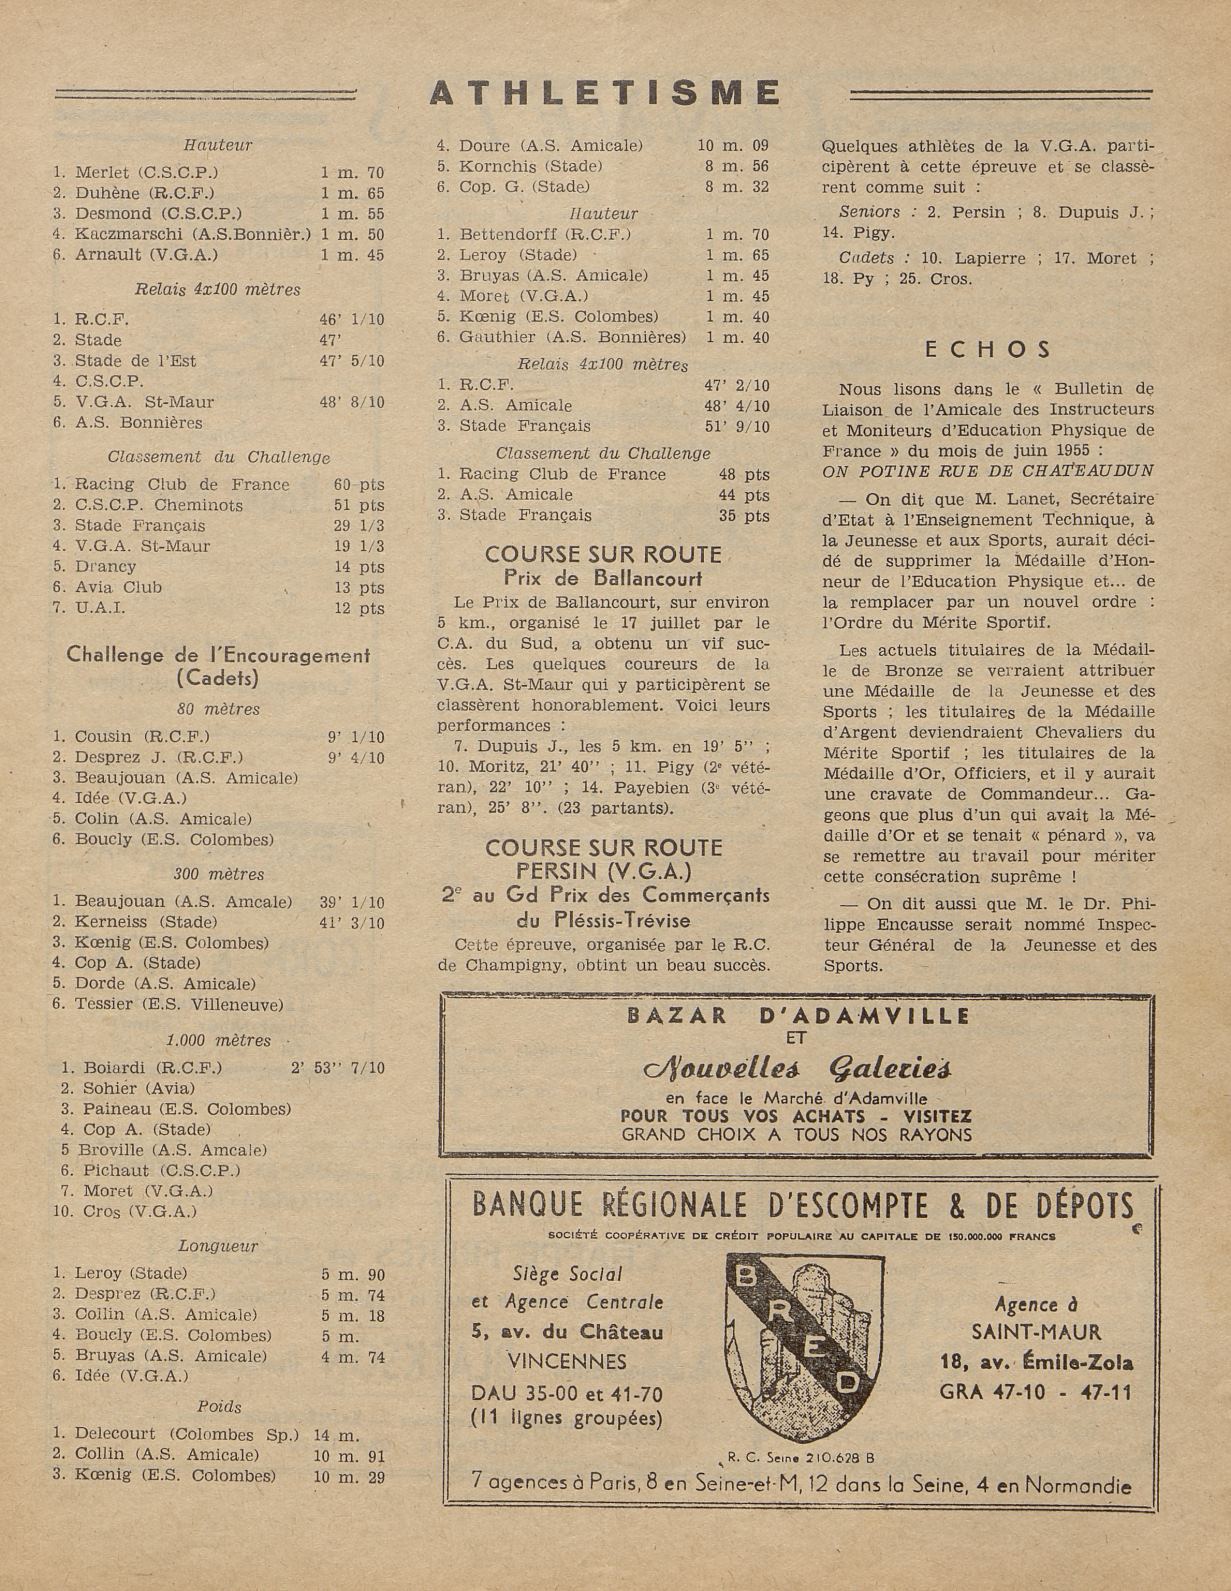 ATHLETISME
Hauteur
1. Merlet (C.S.C.P.) 1 m. 70
2. Duhène (R.C.F.) 1 m. 65
3. Desmond (C.S.C.P.) 1 m. 55
4. Kaczmarschi (A.S.Bonnièr.) 1 m. 50
6. Arnault (V.G.A.) 1 m. 45
Relais 4x100 mètres
1. R.C.F. 46' 1/10
2. Stade 47'
3. Stade de l'Est 47' 5/10
4. C.S.C.P.
5. V.G.A. St-Maur 48' 8/10
6. A.S. Bonnières
Classement du Challenge
1. Racing Club de France 60 pts
2. C.S.C.P. Cheminots 51 pts
3. Stade Français 29 1/3
4. V.G.A. St-Maur 19 1/3
5. Drancy 14 pts
6. Avia Club 13 pts
7. U.A.I. 12 pts
Challenge de l'Encouragement
(Cadets)
80 mètres
1. Cousin (R.C.F.) 9' 1/10
2. Desprez J. (R.C.F.) 9' 4/10
3. Beaujouan (A.S. Amicale)
4. Idée (V.G.A.)
5. Colin (A.S. Amicale)
6. Boucly (E.S. Colombes)
300 mètres
1. Beaujouan (A.S. Amcale) 39' 1/10
2. Kerneiss (Stade) 41' 3/10
3. Kœnig (E.S. Colombes)
4. Cop A. (Stade)
5. Dorde (A.S. Amicale)
6. Tessier (E.S. Villeneuve)
1.000 mètres
1. Boiardi (R.C.F.) 2' 53'' 7/10
2. Sohier (Avia)
3. Paineau (E.S. Colombes)
4. Cop A. (Stade)
5 Broville (A.S. Amcale)
6. Pichaut (C.S.C.P.)
7. Moret (V.G.A.)
10. Cros (V.G.A.)
Longueur
1. Leroy (Stade) 5 m. 90
2. Desprez (R.C.F.) 5 m. 74
3. Collin (A.S. Amicale) 5 m. 18
4. Boucly (E.S. Colombes) 5 m.
5. Bruyas (A.S. Amicale) 4 m. 74
6. Idée (V.G.A.)
Poids
1. Delecourt (Colombes Sp.) 14 m.
2. Collin (A.S. Amicale) 10 m. 91
3. Kœnig (E.S. Colombes) 10 m. 29
4. Doure (A.S. Amicale) 10 m. 09
5. Kornchis (Stade) 8 m. 56
6. Cop. G. (Stade) 8 m. 32
Hauteur
1. Bettendorff (R.C.F.) 1 m. 70
2. Leroy (Stade) 1 m. 65
3. Bruyas (A.S. Amicale) 1 m. 45
4. Moret (V.G.A.) 1 m. 45
5. Kœnig (E.S. Colombes) 1 m. 40
6. Gauthier (A.S. Bonnières) 1 m. 40
Relais 4x100 mètres
1. R.C.F. 47' 2/10
2. A.S. Amicale 48' 4/10
3. Stade Français 51' 9/10
Classement du Challenge
1. Racing Club de France 48 pts
2. A.S. Amicale 44 pts
3. Stade Français 35 pts
COURSE SUR ROUTE
Prix de Ballancourt
Le Prix de Ballancourt, sur environ
5 km., organisé le 17 juillet par le
C.A. du Sud, a obtenu un vif suc-
cès. Les quelques coureurs de la
V.G.A. St-Maur qui y participèrent se
classèrent honorablement. Voici leurs
performances :
7. Dupuis J., les 5 km. en 19' 5'' ;
10. Moritz, 21' 40'' ; 11. Pigy (2e vété-
ran), 22' 10'' ; 14. Payebien (3e vété-
ran), 25' 8''. (23 partants).
COURSE SUR ROUTE
PERSIN (V.G.A.)
2e au Gd Prix des Commerçants
du Pléssis-Trévise
Cette épreuve, organisée par le R.C.
de Champigny, obtint un beau succès.
Quelques athlètes de la V.G.A. parti-
cipèrent à cette épreuve et se classè-
rent comme suit :
Seniors : 2. Persin ; 8. Dupuis J. ;
14. Pigy.
Cadets : 10. Lapierre ; 17. Moret ;
18. Py ; 25. Cros.
ECHOS
Nous lisons dans le « Bulletin de
Liaison de l'Amicale des Instructeurs
et Moniteurs d'Education Physique de
France » du mois de juin 1955 :
ON POTINE RUE DE CHATEAUDUN
— On dit que M. Lanet, Secrétaire
d'Etat à l'Enseignement Technique, à
la Jeunesse et aux Sports, aurait déci-
dé de supprimer la Médaille d'Hon-
neur de l'Education Physique et... de
la remplacer par un nouvel ordre :
l'Ordre du Mérite Sportif.
Les actuels titulaires de la Médail-
le de Bronze se verraient attribuer
une Médaille de la Jeunesse et des
Sports ; les titulaires de la Médaille
d'Argent deviendraient Chevaliers du
Mérite Sportif ; les titulaires de la
Médaille d'Or, Officiers, et il y aurait
une cravate de Commandeur... Ga-
geons que plus d'un qui avait la Mé-
daille d'Or et se tenait « pénard », va
se remettre au travail pour mériter
cette consécration suprême !
— On dit aussi que M. le Dr. Phi-
lippe Encausse serait nommé Inspec-
teur Général de la Jeunesse et des
Sports.
BAZAR D'ADAMVILLE
ET
Nouvelles Galeries
en face le Marché d'Adamville
POUR TOUS VOS ACHATS - VISITEZ
GRAND CHOIX A TOUS NOS RAYONS
BANQUE RÉGIONALE D'ESCOMPTE & DE DÉPOTS
SOCIÉTÉ COOPÉRATIVE DE CRÉDIT POPULAIRE AU CAPITALE DE 150.000.000 FRANCS
Siège Social
et Agence Centrale
5, av. du Château
VINCENNES
DAU 35-00 et 41-70
(11 lignes groupées)
BRED
Agence à
SAINT-MAUR
18, av. Émile-Zola
GRA 47-10 - 47-11
R. C. Seine 210.628 B
7 agences à Paris, 8 en Seine-et-M, 12 dans la Seine, 4 en Normandie